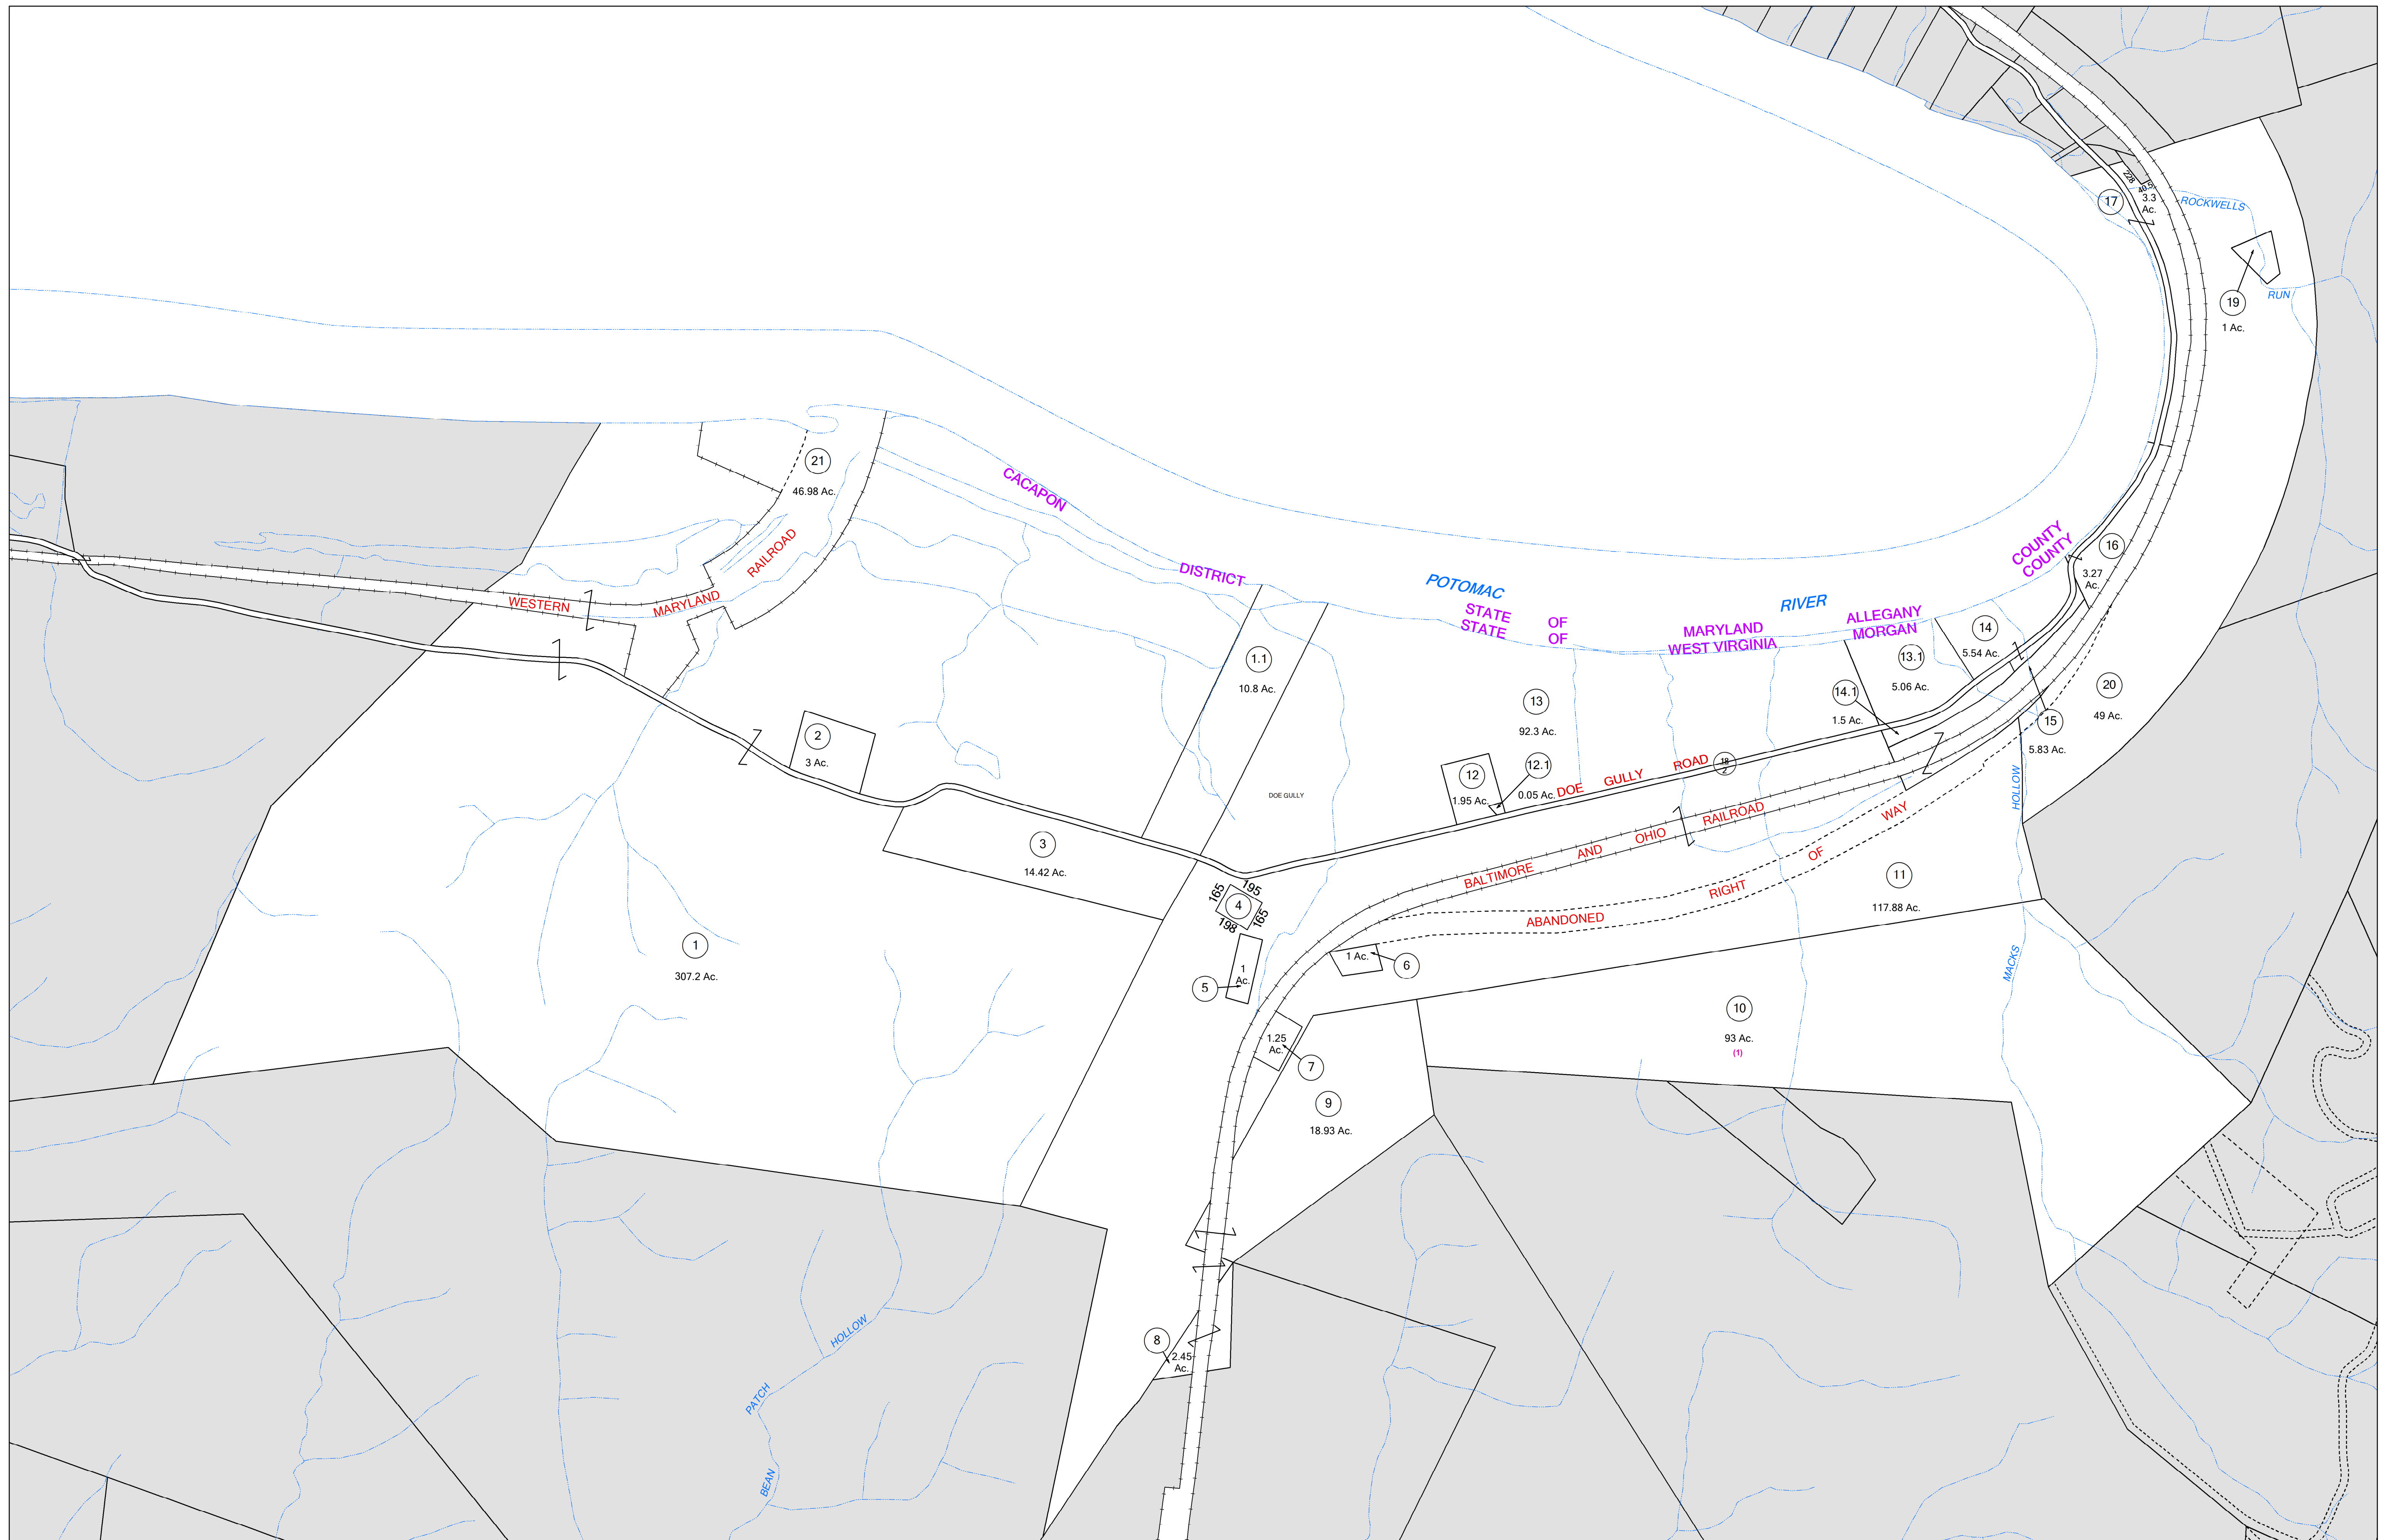 228
40.5
3.3
Ac.
17
ROCKWELLS
19
RUN
1 Ac.
21
46.98 Ac.
CACAPON
RAILROAD
WESTERN
MARYLAND
DISTRICT
POTOMAC
RIVER
STATE OF MARYLAND
STATE OF WEST VIRGINIA
ALLEGANY COUNTY
MORGAN COUNTY
16
3.27
Ac.
14
5.54 Ac.
13.1
5.06 Ac.
14.1
1.5 Ac.
15
5.83 Ac.
20
49 Ac.
1.1
10.8 Ac.
13
92.3 Ac.
2
3 Ac.
12
1.95 Ac.
12.1
0.05 Ac.
DOE GULLY ROAD
18
2
DOE GULLY
HOLLOW
MACKS
BALTIMORE AND OHIO RAILROAD
ABANDONED RIGHT OF WAY
3
14.42 Ac.
11
117.88 Ac.
195
165
4
165
198
1
307.2 Ac.
5
1
Ac.
1 Ac.
6
10
93 Ac.
(1)
1.25
Ac.
7
9
18.93 Ac.
8
2.45
Ac.
HOLLOW
PATCH
BEAN